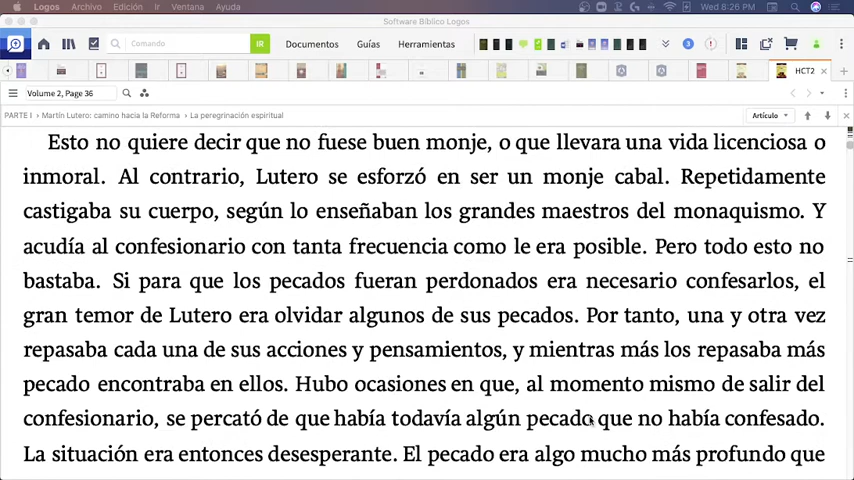 Logos Archivo Edición Ir Ventana Ayuda Wed 8:26 PM
Software Bíblico Logos
Comando IR Documentos Guías Herramientas 3
HCT2
Volume 2, Page 36
PARTE I › Martín Lutero: camino hacia la Reforma › La peregrinación espiritual Artículo
Esto no quiere decir que no fuese buen monje, o que llevara una vida licenciosa o
inmoral. Al contrario, Lutero se esforzó en ser un monje cabal. Repetidamente
castigaba su cuerpo, según lo enseñaban los grandes maestros del monaquismo. Y
acudía al confesionario con tanta frecuencia como le era posible. Pero todo esto no
bastaba. Si para que los pecados fueran perdonados era necesario confesarlos, el
gran temor de Lutero era olvidar algunos de sus pecados. Por tanto, una y otra vez
repasaba cada una de sus acciones y pensamientos, y mientras más los repasaba más
pecado encontraba en ellos. Hubo ocasiones en que, al momento mismo de salir del
confesionario, se percató de que había todavía algún pecado que no había confesado.
La situación era entonces desesperante. El pecado era algo mucho más profundo que